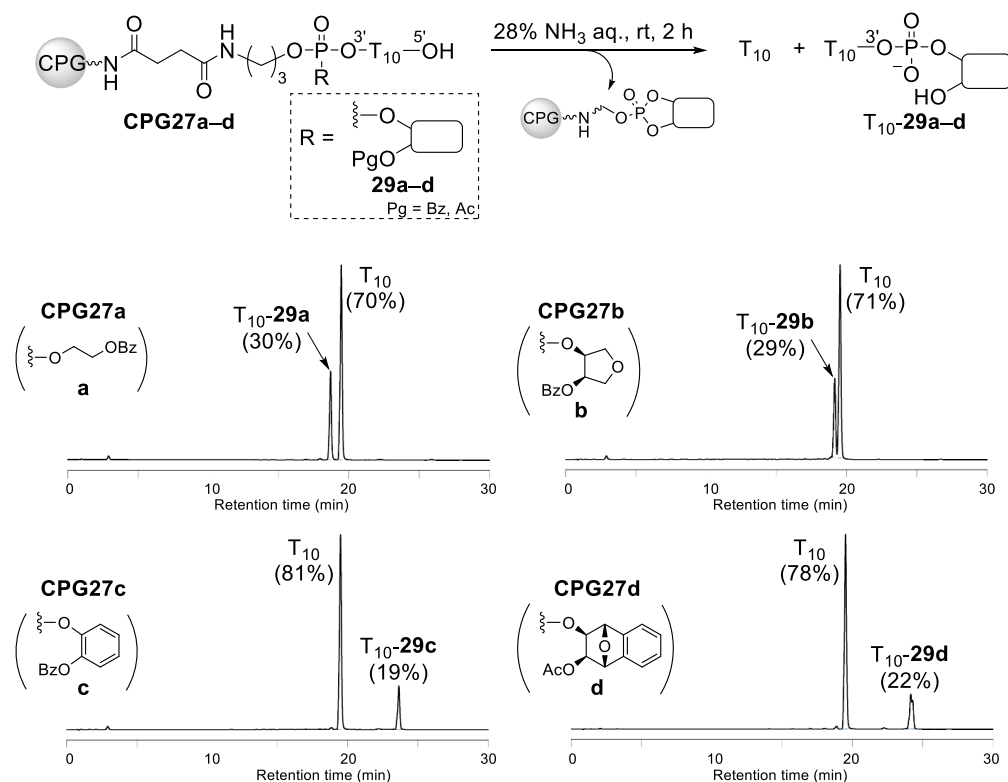 CPG N H O O H N 3 O O P R O 3' T10 5' OH
CPG27a–d
R = O PgO
29a–d
Pg = Bz, Ac
28% NH3 aq., rt, 2 h
CPG N H O O P O O
T10 + T10 3' O O P O− O HO
T10-29a–d
CPG27a
O OBz
a
T10-29a
(30%)
T10
(70%)
0 10 20 30
Retention time (min)
CPG27b
O O BzO
b
T10-29b
(29%)
T10
(71%)
0 10 20 30
Retention time (min)
CPG27c
O BzO
c
T10
(81%)
T10-29c
(19%)
0 10 20 30
Retention time (min)
CPG27d
O O AcO
d
T10
(78%)
T10-29d
(22%)
0 10 20 30
Retention time (min)